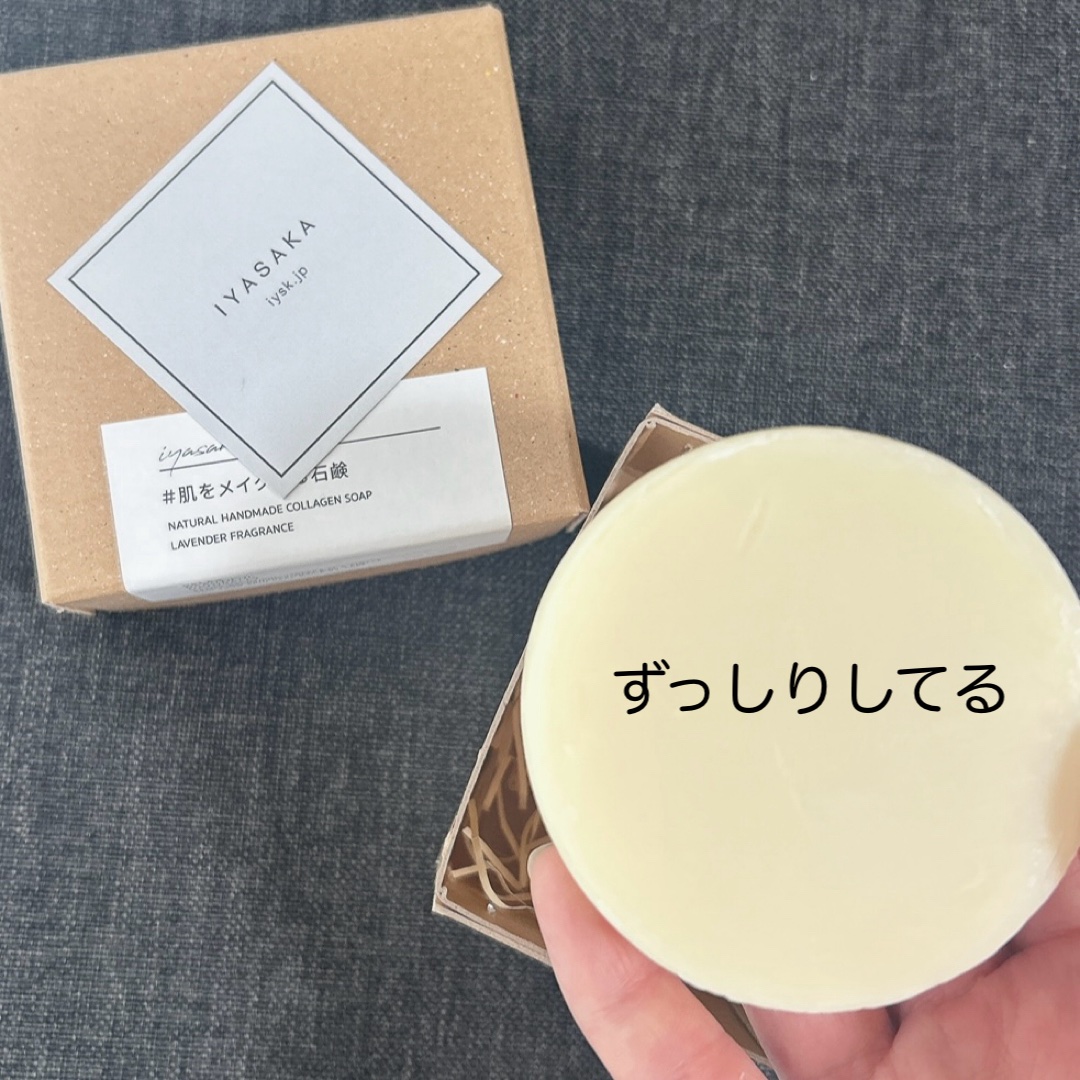 IYASAKA
iysk.jp
#肌をメイク 石鹸
NATURAL HANDMADE COLLAGEN SOAP
LAVENDER FRAGRANCE
ずっしりしてる